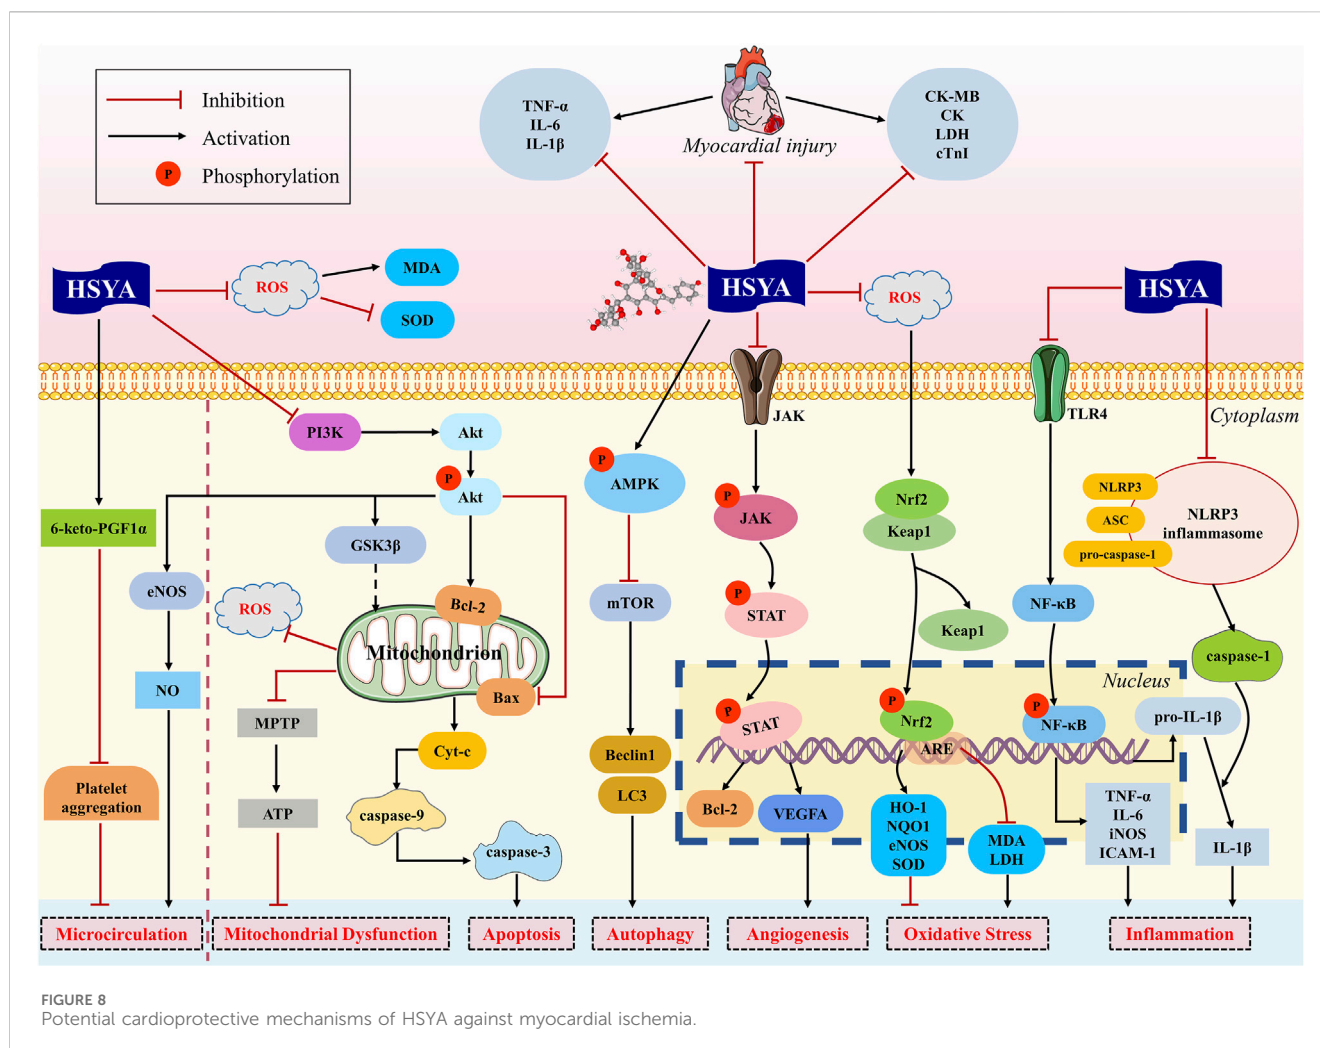 Inhibition
Activation
P
Phosphorylation
TNF-α
IL-6
IL-1β
Myocardial injury
CK-MB
CK
LDH
cTnI
HSYA
ROS
MDA
SOD
HSYA
ROS
HSYA
JAK
TLR4
Cytoplasm
PI3K
Akt
P
Akt
6-keto-PGF1α
eNOS
NO
Platelet
aggregation
GSK3β
ROS
Bcl-2
Mitochondrion
Bax
MPTP
ATP
Cyt-c
caspase-9
caspase-3
P
AMPK
mTOR
Beclin1
LC3
P
JAK
P
STAT
P
STAT
Bcl-2
VEGFA
Nrf2
Keap1
Keap1
P
Nrf2
ARE
HO-1
NQO1
eNOS
SOD
MDA
LDH
NF-κB
Nucleus
P
NF-κB
TNF-α
IL-6
iNOS
ICAM-1
NLRP3
ASC
pro-caspase-1
NLRP3
inflammasome
caspase-1
pro-IL-1β
IL-1β
Microcirculation
Mitochondrial Dysfunction
Apoptosis
Autophagy
Angiogenesis
Oxidative Stress
Inflammation
FIGURE 8
Potential cardioprotective mechanisms of HSYA against myocardial ischemia.